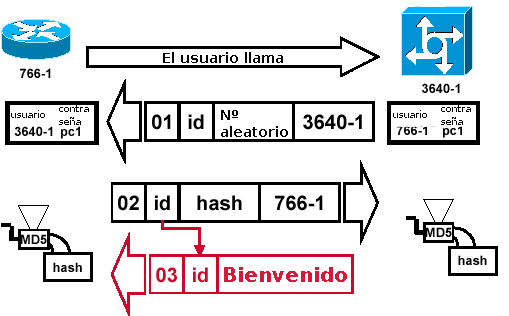 El usuario llama
766-1
3640-1
usuario contra
seña
3640-1 pc1
01 id Nº
aleatorio 3640-1
usuario contra
seña
766-1 pc1
02 id hash 766-1
MD5
hash
MD5
hash
03 id Bienvenido